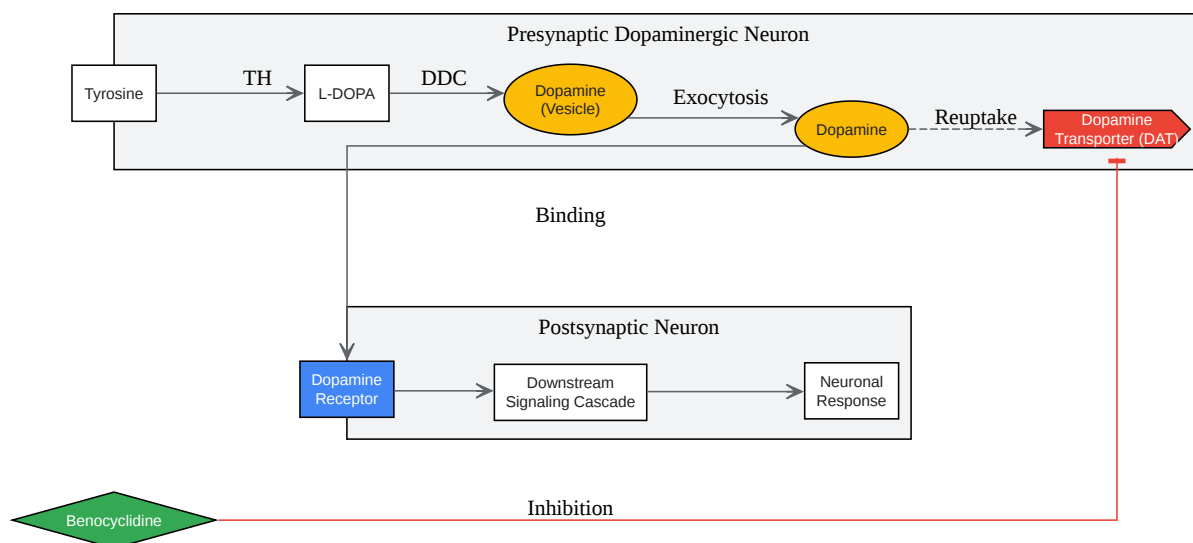 Presynaptic Dopaminergic Neuron
Tyrosine
TH
L-DOPA
DDC
Dopamine
(Vesicle)
Exocytosis
Dopamine
Reuptake
Dopamine
Transporter (DAT)
Binding
Postsynaptic Neuron
Dopamine
Receptor
Downstream
Signaling Cascade
Neuronal
Response
Benocyclidine
Inhibition